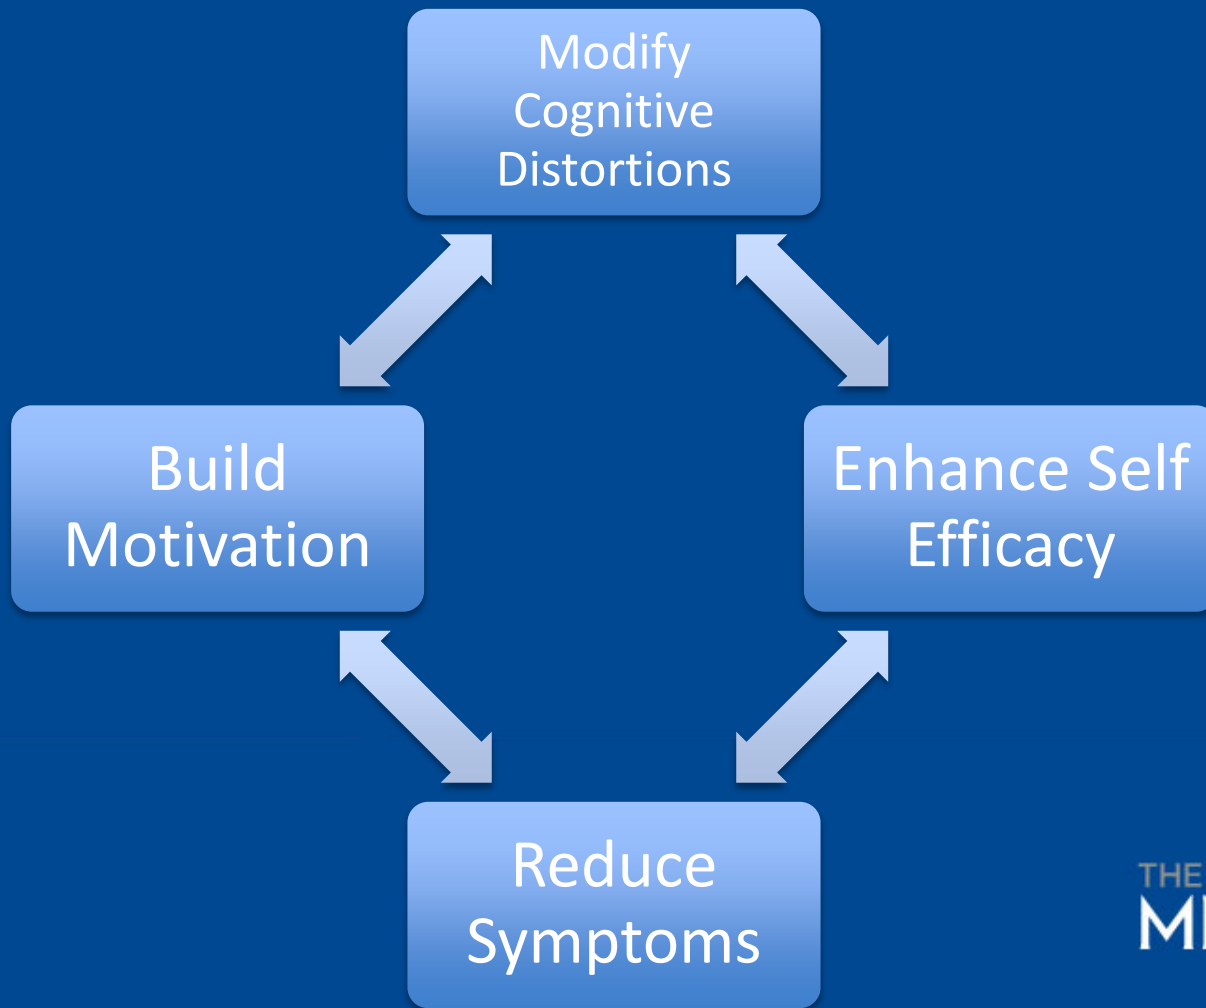 Modify
Cognitive
Distortions
Build
Motivation
Enhance Self
Efficacy
Reduce
Symptoms
THE